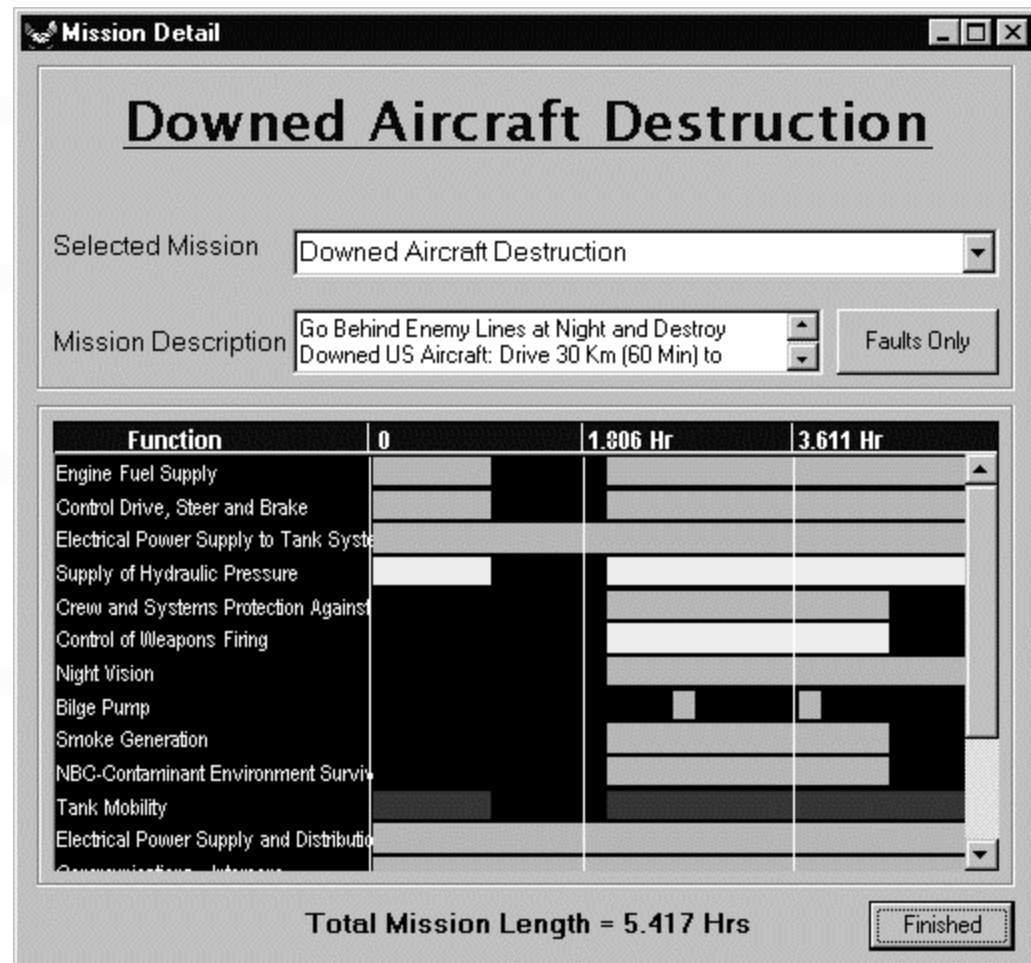 Mission Detail
Downed Aircraft Destruction
Selected Mission
Downed Aircraft Destruction
Mission Description
Go Behind Enemy Lines at Night and Destroy
Downed US Aircraft: Drive 30 Km (60 Min) to
Faults Only
Function 0 1.806 Hr 3.611 Hr
Engine Fuel Supply
Control Drive, Steer and Brake
Electrical Power Supply to Tank Syste
Supply of Hydraulic Pressure
Crew and Systems Protection Against
Control of Weapons Firing
Night Vision
Bilge Pump
Smoke Generation
NBC-Contaminant Environment Surviv
Tank Mobility
Electrical Power Supply and Distributio
Total Mission Length = 5.417 Hrs
Finished